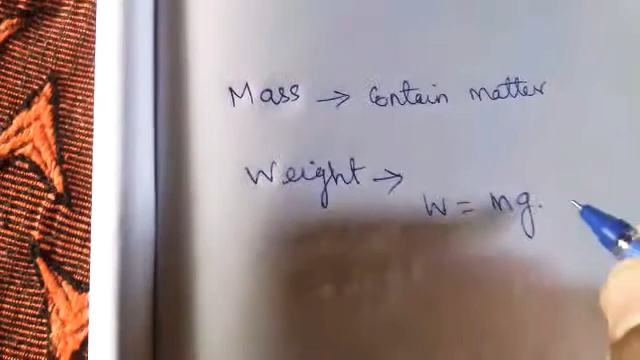 Mass → Contain matter
Weight →
W = mg.